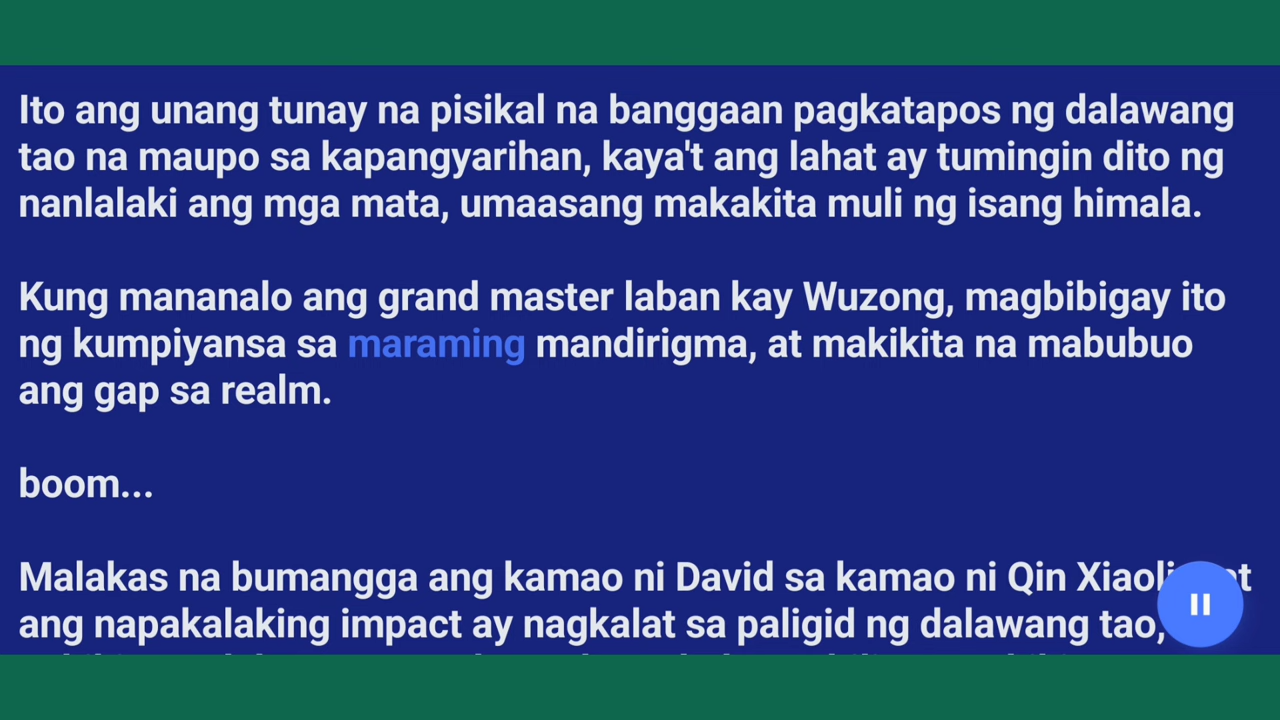 Ito ang unang tunay na pisikal na banggaan pagkatapos ng dalawang
tao na maupo sa kapangyarihan, kaya't ang lahat ay tumingin dito ng
nanlalaki ang mga mata, umaasang makakita muli ng isang himala.
Kung mananalo ang grand master laban kay Wuzong, magbibigay ito
ng kumpiyansa sa maraming mandirigma, at makikita na mabubuo
ang gap sa realm.
boom...
Malakas na bumangga ang kamao ni David sa kamao ni Qin
ang napakalaking impact ay nagkalat sa paligid ng dalawang tao,